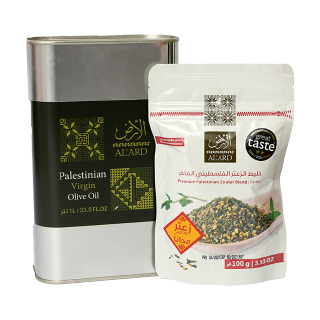 الأرض
AL'ARD
Palestinian
Virgin
Olive Oil
1L لتر / 33.8 FL.OZ
الأرض
AL'ARD
great
taste
خليط الزعتر الفلسطيني الفاخر
Premium Palestinian Za'atar Blend
زعتر
100 g | 3.53 OZ